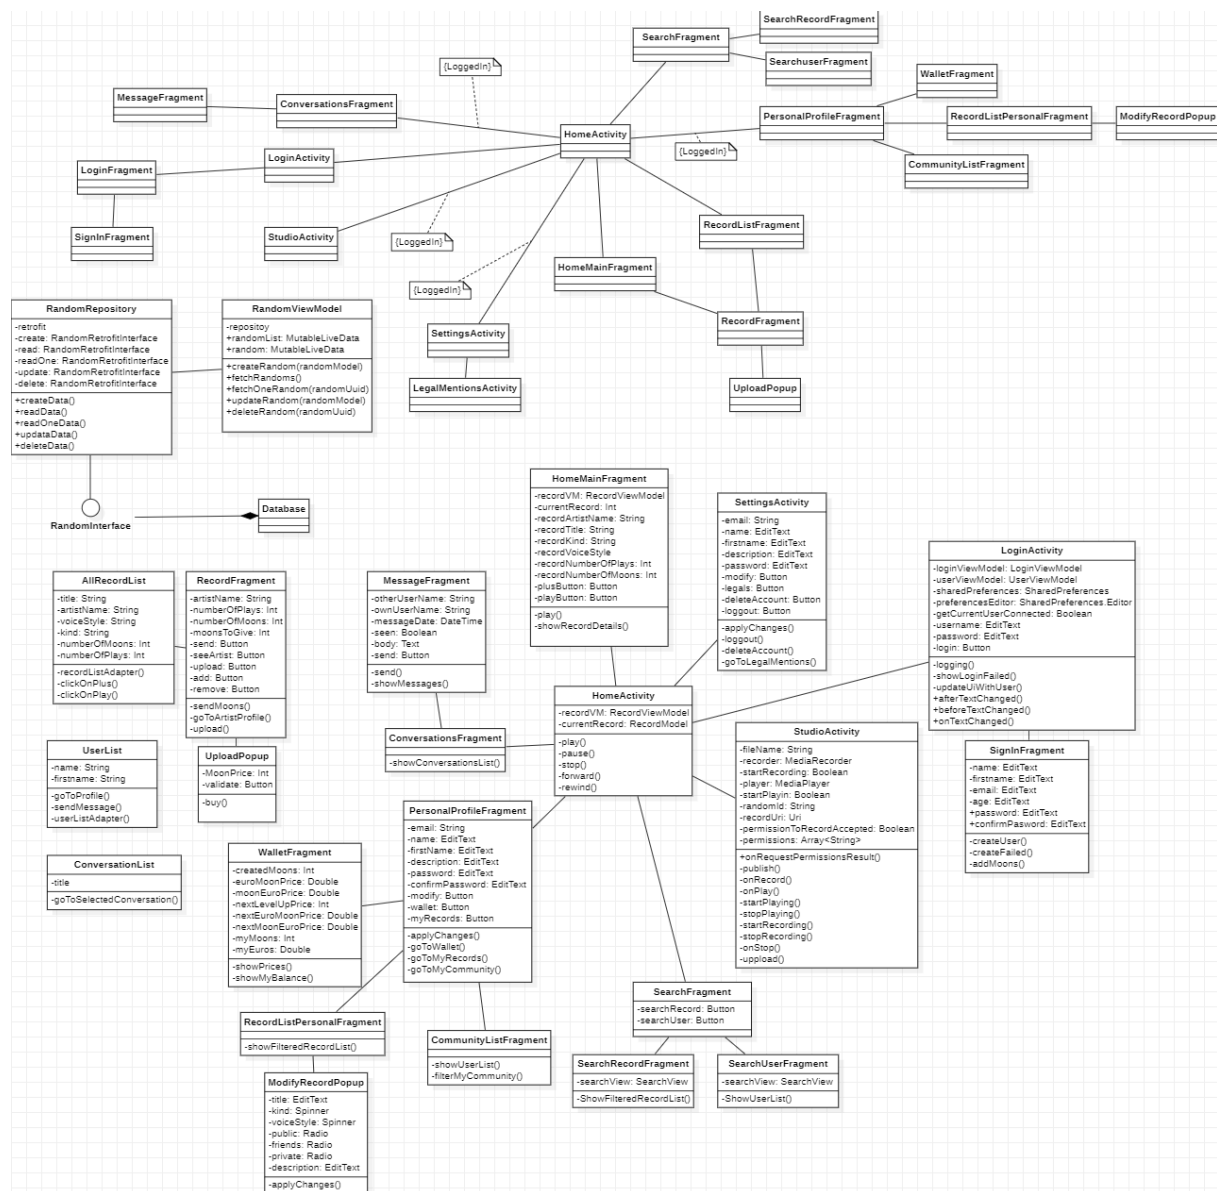 SearchRecordFragment
SearchFragment
SearchuserFragment
{LoggedIn}
WalletFragment
MessageFragment
ConversationsFragment
PersonalProfileFragment
RecordListPersonalFragment
ModifyRecordPopup
HomeActivity
{LoggedIn}
LoginActivity
CommunityListFragment
LoginFragment
RecordListFragment
SignInFragment
StudioActivity
{LoggedIn}
HomeMainFragment
{LoggedIn}
RecordFragment
SettingsActivity
LegalMentionsActivity
UploadPopup
RandomRepository
-retrofit
-create: RandomRetrofitInterface
-read: RandomRetrofitInterface
-readOne: RandomRetrofitInterface
-update: RandomRetrofitInterface
-delete: RandomRetrofitInterface
+createData()
+readData()
+readOneData()
+updataData()
+deleteData()
RandomViewModel
-repositoy
+randomList: MutableLiveData
+random: MutableLiveData
+createRandom(randomModel)
+fetchRandoms()
+fetchOneRandom(randomUuid)
+updateRandom(randomModel)
+deleteRandom(randomUuid)
RandomInterface
Database
HomeMainFragment
-recordVM: RecordViewModel
-currentRecord: Int
-recordArtistName: String
-recordTitle: String
-recordKind: String
-recordVoiceStyle
-recordNumberOfPlays: Int
-recordNumberOfMoons: Int
-plusButton: Button
-playButton: Button
-play()
-showRecordDetails()
SettingsActivity
-email: String
-name: EditText
-firstname: EditText
-description: EditText
-password: EditText
-modify: Button
-legals: Button
-deleteAccount: Button
-loggout: Button
-applyChanges()
-loggout()
-deleteAccount()
-goToLegalMentions()
LoginActivity
-loginViewModel: LoginViewModel
-userViewModel: UserViewModel
-sharedPreferences: SharedPreferences
-preferencesEditor: SharedPreferences.Editor
-getCurrentUserConnected: Boolean
-username: EditText
-password: EditText
-login: Button
-logging()
-showLoginFailed()
-updateUiWithUser()
+afterTextChanged()
+beforeTextChanged()
+onTextChanged()
AllRecordList
-title: String
-artistName: String
-voiceStyle: String
-kind: String
-numberOfMoons: Int
-numberOfPlays: Int
-recordListAdapter()
-clickOnPlus()
-clickOnPlay()
RecordFragment
-artistName: String
-numberOfPlays: Int
-numberOfMoons: Int
-moonsToGive: Int
-send: Button
-seeArtist: Button
-upload: Button
-add: Button
-remove: Button
-sendMoons()
-goToArtistProfile()
-upload()
MessageFragment
-otherUserName: String
-ownUserName: String
-messageDate: DateTime
-seen: Boolean
-body: Text
-send: Button
-send()
-showMessages()
HomeActivity
-recordVM: RecordViewModel
-currentRecord: RecordModel
-play()
-pause()
-stop()
-forward()
-rewind()
ConversationsFragment
-showConversationsList()
StudioActivity
-fileName: String
-recorder: MediaRecorder
-startRecording: Boolean
-player: MediaPlayer
-startPlayin: Boolean
-randomId: String
-recordUri: Uri
-permissionToRecordAccepted: Boolean
-permissions: Array<String>
+onRequestPermissionsResult()
-publish()
-onRecord()
-onPlay()
-startPlaying()
-stopPlaying()
-startRecording()
-stopRecording()
-onStop()
-uppload()
SignInFragment
-name: EditText
-firstname: EditText
-email: EditText
-age: EditText
+password: EditText
+confirmPasword: EditText
-createUser()
-createFailed()
-addMoons()
UserList
-name: String
-firstname: String
-goToProfile()
-sendMessage()
-userListAdapter()
UploadPopup
-MoonPrice: Int
-validate: Button
-buy()
PersonalProfileFragment
-email: String
-name: EditText
-firstName: EditText
-description: EditText
-password: EditText
-confirmPassword: EditText
-modify: Button
-wallet: Button
-myRecords: Button
-applyChanges()
-goToWallet()
-goToMyRecords()
-goToMyCommunity()
WalletFragment
-createdMoons: Int
-euroMoonPrice: Double
-moonEuroPrice: Double
-nextLevelUpPrice: Int
-nextEuroMoonPrice: Double
-nextMoonEuroPrice: Double
-myMoons: Int
-myEuros: Double
-showPrices()
-showMyBalance()
ConversationList
-title
-goToSelectedConversation()
SearchFragment
-searchRecord: Button
-searchUser: Button
RecordListPersonalFragment
-showFilteredRecordList()
CommunityListFragment
-showUserList()
-filterMyCommunity()
SearchRecordFragment
-searchView: SearchView
-ShowFilteredRecordList()
SearchUserFragment
-searchView: SearchView
-ShowUserList()
ModifyRecordPopup
-title: EditText
-kind: Spinner
-voiceStyle: Spinner
-public: Radio
-friends: Radio
-private: Radio
-description: EditText
-applyChanges()